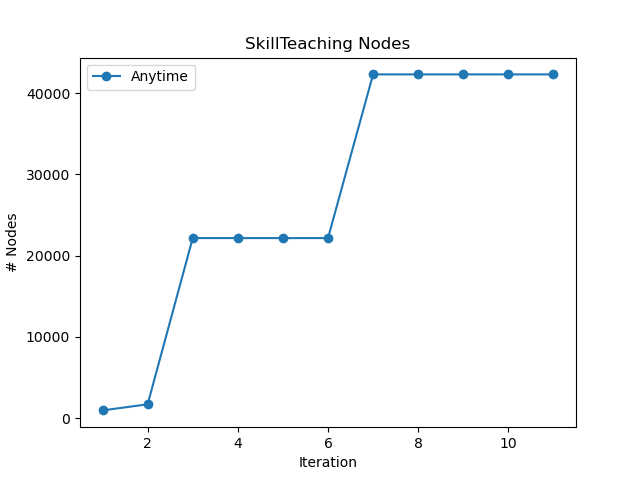 SkillTeaching Nodes
Anytime
# Nodes
40000
30000
20000
10000
0
2 4 6 8 10
Iteration